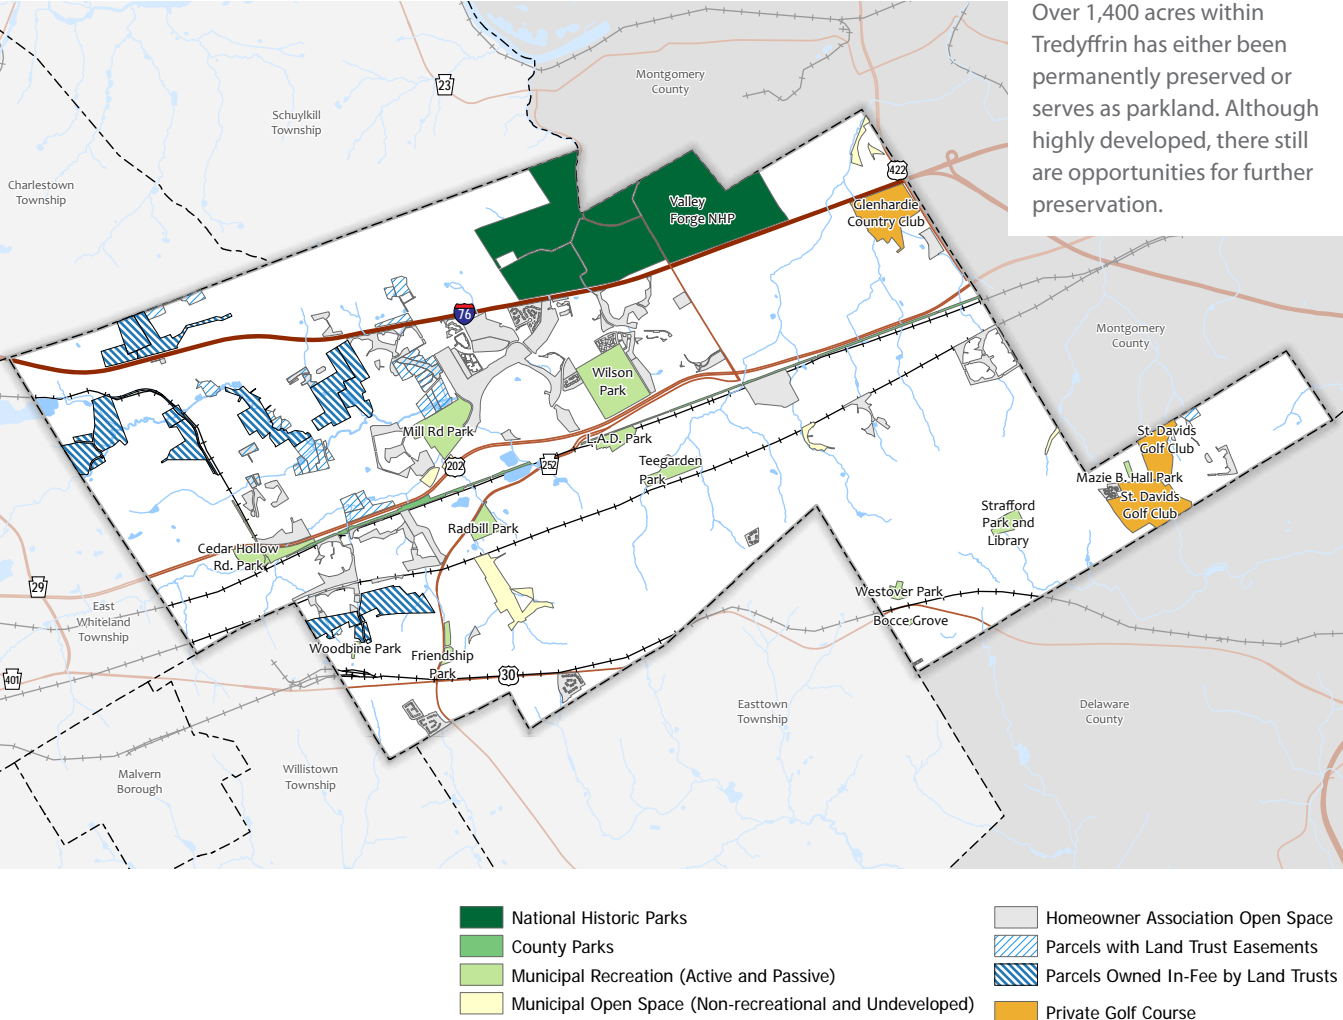 Over 1,400 acres within
Tredyffrin has either been
permanently preserved or
serves as parkland. Although
highly developed, there still
are opportunities for further
preservation.
Montgomery
County
23
Schuylkill
Township
Charlestown
Township
422
Valley
Forge NHP
Glenhardie
Country Club
76
Montgomery
County
Wilson
Park
Mill Rd Park
L.A.D. Park
St. Davids
Golf Club
202
252
Teegarden
Park
Mazie B. Hall Park
St. Davids
Golf Club
Radbill Park
Strafford
Park and
Library
Cedar Hollow
Rd. Park
29
Westover Park
East
Whiteland
Township
Bocce Grove
Woodbine Park
Friendship
Park
401
30
Easttown
Township
Delaware
County
Malvern
Borough
Willistown
Township
National Historic Parks
County Parks
Municipal Recreation (Active and Passive)
Municipal Open Space (Non-recreational and Undeveloped)
Homeowner Association Open Space
Parcels with Land Trust Easements
Parcels Owned In-Fee by Land Trusts
Private Golf Course